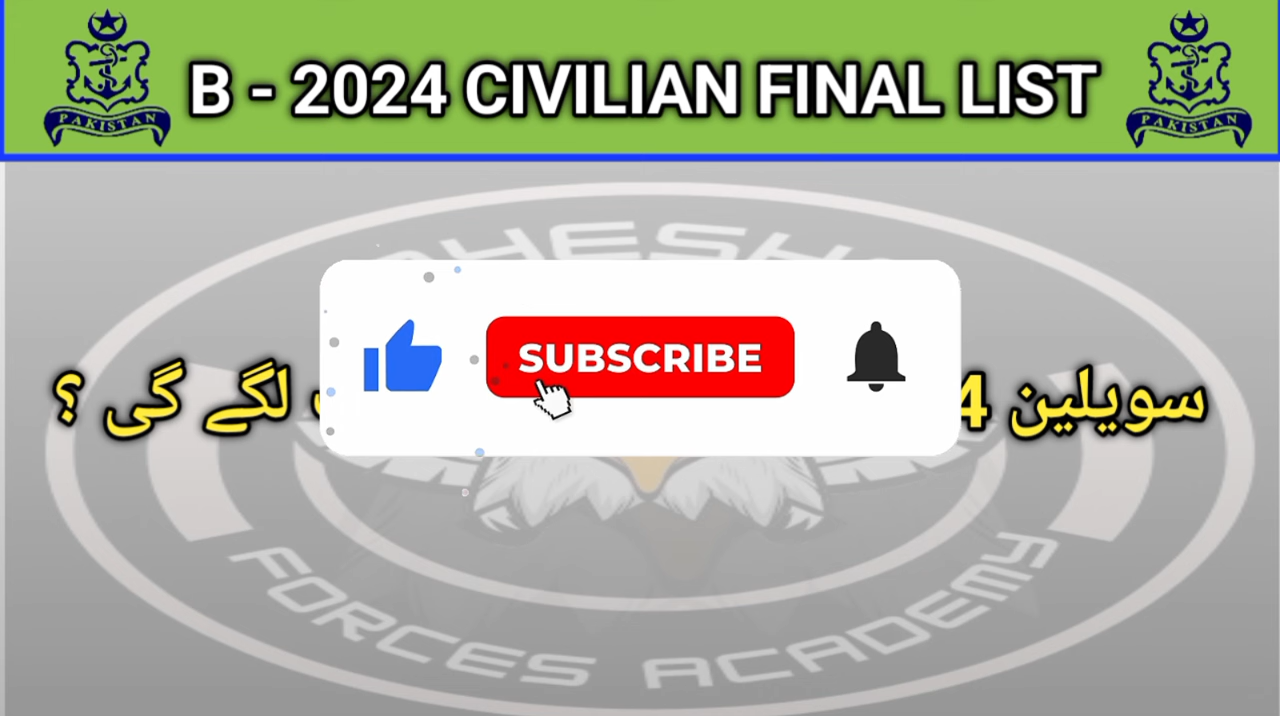 B - 2024 CIVILIAN FINAL LIST
PAKISTAN
PAKISTAN
SUBSCRIBE
سویلین 4 لگے گی ؟
FORCES ACADEMY